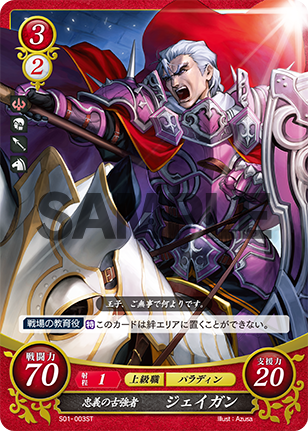 3
2
SAMPLE
王子、ご無事で何よりです。
戦場の教育役 特 このカードは絆エリアに置くことができない。
戦闘力
70
射程 1 上級職 パラディン
支援力
20
忠義の古強者 ジェイガン
S01-003ST
Illust:Azusa